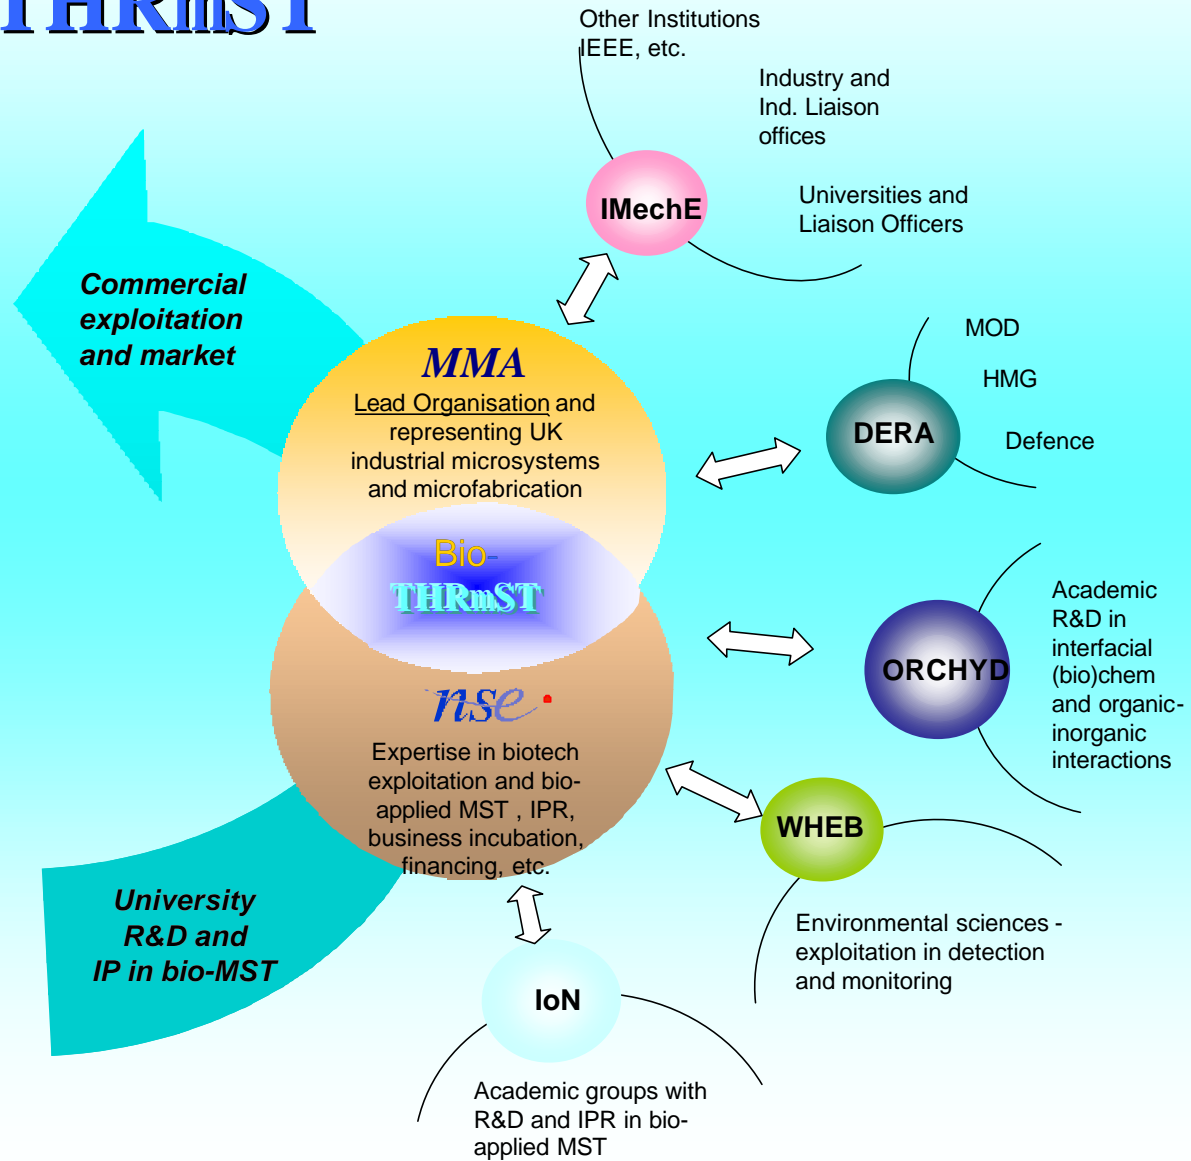 THRmST
Other Institutions
IEEE, etc.
Industry and
Ind. Liaison
offices
IMechE
Universities and
Liaison Officers
Commercial
exploitation
and market
MMA
Lead Organisation and
representing UK
industrial microsystems
and microfabrication
MOD
HMG
DERA
Defence
Bio-
THRmST
Academic
R&D in
interfacial
(bio)chem
and organic-
inorganic
interactions
ORCHYD
nse
Expertise in biotech
exploitation and bio-
applied MST , IPR,
business incubation,
financing, etc.
WHEB
Environmental sciences -
exploitation in detection
and monitoring
University
R&D and
IP in bio-MST
IoN
Academic groups with
R&D and IPR in bio-
applied MST